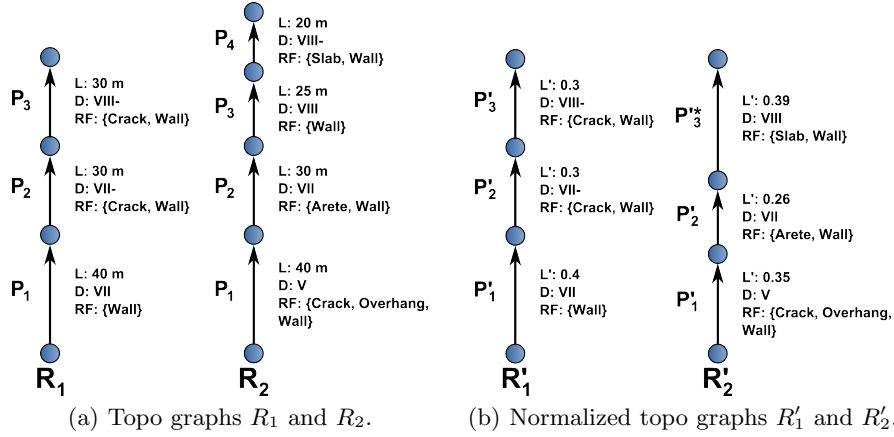 P3
L: 30 m
D: VIII-
RF: {Crack, Wall}
P2
L: 30 m
D: VII-
RF: {Crack, Wall}
P1
L: 40 m
D: VII
RF: {Wall}
R1
P4
L: 20 m
D: VIII-
RF: {Slab, Wall}
P3
L: 25 m
D: VIII
RF: {Wall}
P2
L: 30 m
D: VII
RF: {Arete, Wall}
P1
L: 40 m
D: V
RF: {Crack, Overhang,
Wall}
R2
(a) Topo graphs R1 and R2.
P'3
L': 0.3
D: VIII-
RF: {Crack, Wall}
P'2
L': 0.3
D: VII-
RF: {Crack, Wall}
P'1
L': 0.4
D: VII
RF: {Wall}
R'1
P'*3
L': 0.39
D: VIII
RF: {Slab, Wall}
P'2
L': 0.26
D: VII
RF: {Arete, Wall}
P'1
L': 0.35
D: V
RF: {Crack, Overhang,
Wall}
R'2
(b) Normalized topo graphs R'1 and R'2.